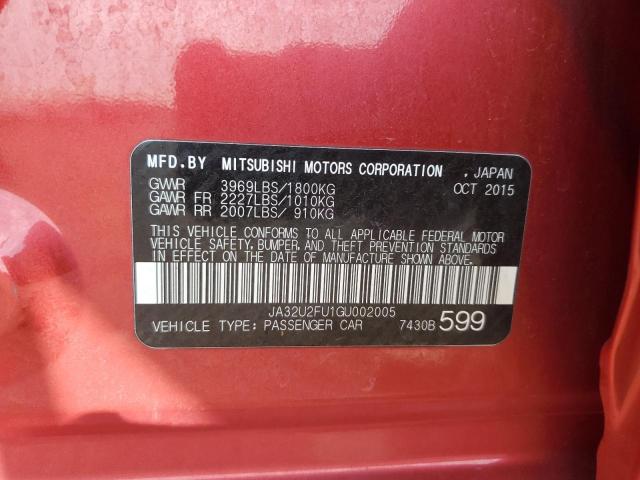 MFD.BY MITSUBISHI MOTORS CORPORATION , JAPAN
GVWR 3969LBS/1800KG OCT 2015
GAWR FR 2227LBS/1010KG
GAWR RR 2007LBS/ 910KG
THIS VEHICLE CONFORMS TO ALL APPLICABLE FEDERAL MOTOR
VEHICLE SAFETY, BUMPER, AND THEFT PREVENTION STANDARDS
IN EFFECT ON THE DATE OF MANUFACTURE SHOWN ABOVE.
JA32U2FU1GU002005
VEHICLE TYPE: PASSENGER CAR 7430B 599